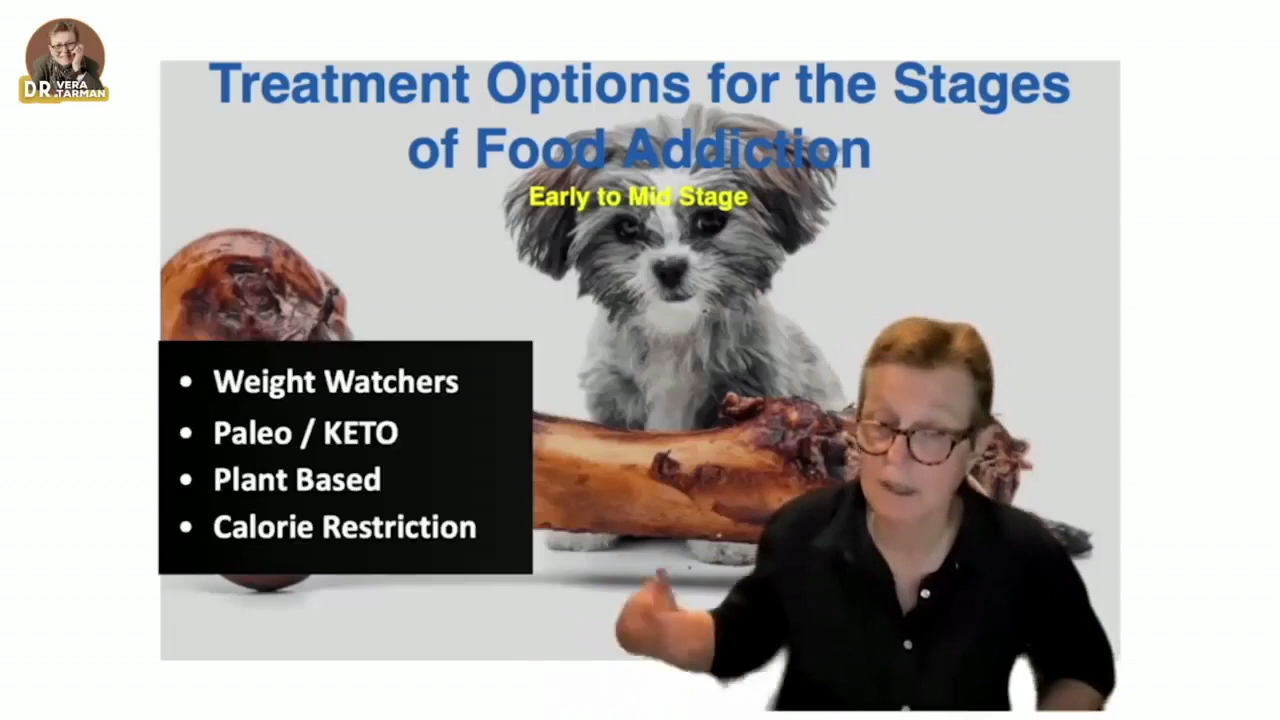 DR. VERA
TARMAN
Treatment Options for the Stages
of Food Addiction
Early to Mid Stage
• Weight Watchers
• Paleo / KETO
• Plant Based
• Calorie Restriction